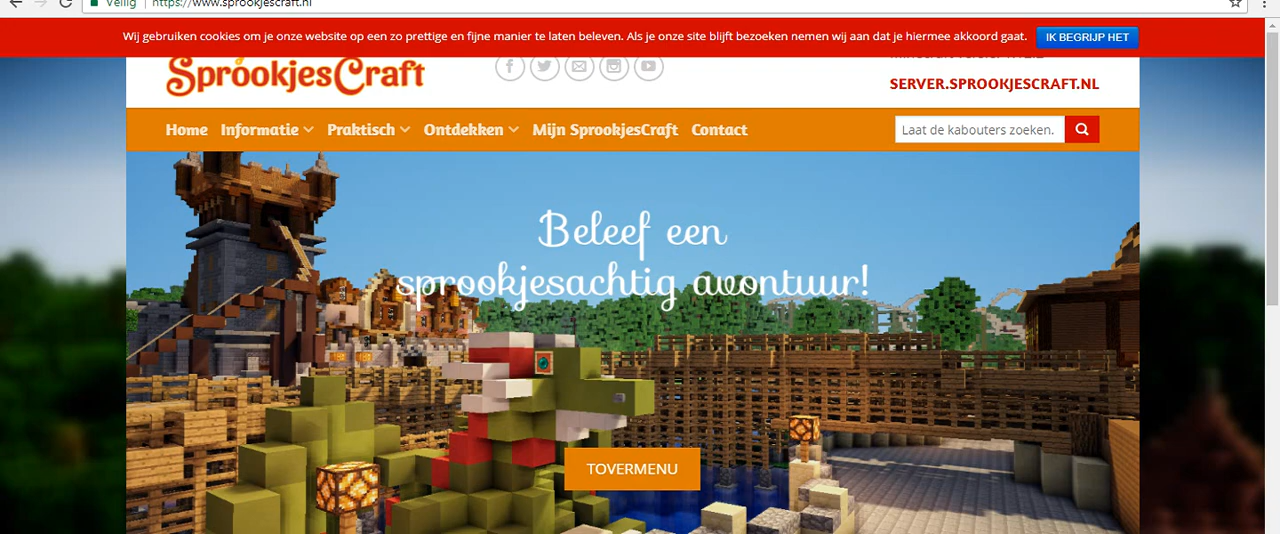 Veilig https://www.sprookjescraft.nl
Wij gebruiken cookies om je onze website op een zo prettige en fijne manier te laten beleven. Als je onze site blijft bezoeken nemen wij aan dat je hiermee akkoord gaat. IK BEGRIJP HET
SprookjesCraft
SERVER.SPROOKJESCRAFT.NL
Home Informatie Praktisch Ontdekken Mijn SprookjesCraft Contact Laat de kabouters zoeken.
Beleef een
sprookjesachtig avontuur!
TOVERMENU